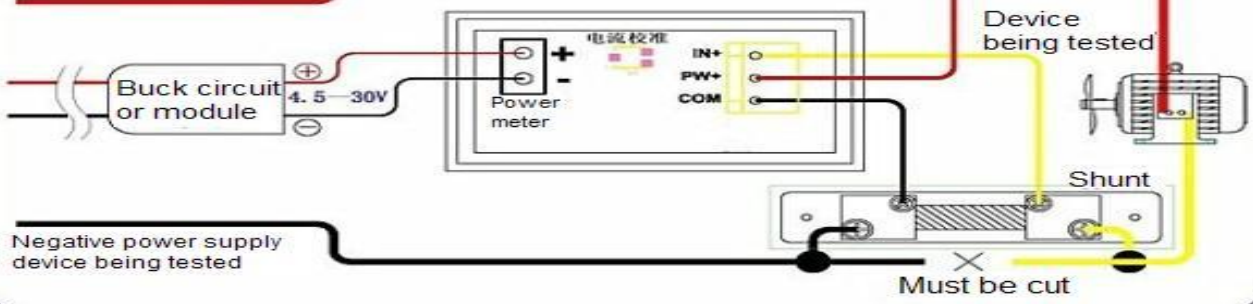 Device
being tested
电流校准
+
IN+
Buck circuit
or module
4.5—30V
-
PW+
Power
meter
COM
Shunt
Negative power supply
device being tested
Must be cut